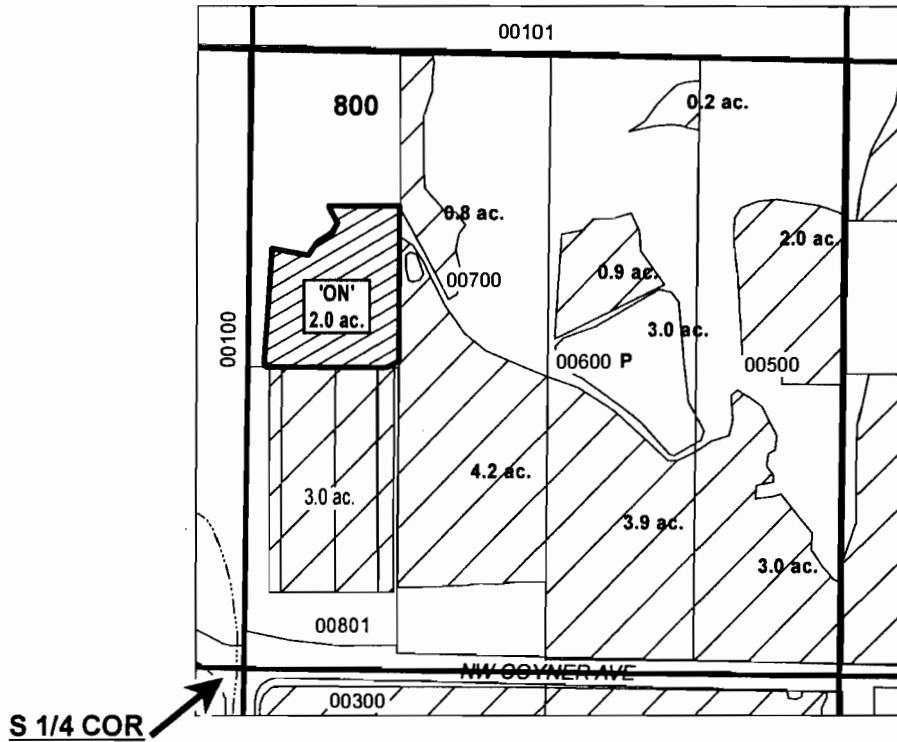 00101
800
0.2 ac.
0.8 ac.
2.0 ac.
0.9 ac.
00700
'ON'
2.0 ac.
3.0 ac.
00100
00600 P
00500
4.2 ac.
3.0 ac.
3.9 ac.
3.0 ac.
00801
NW COYNER AVE
00300
S 1/4 COR